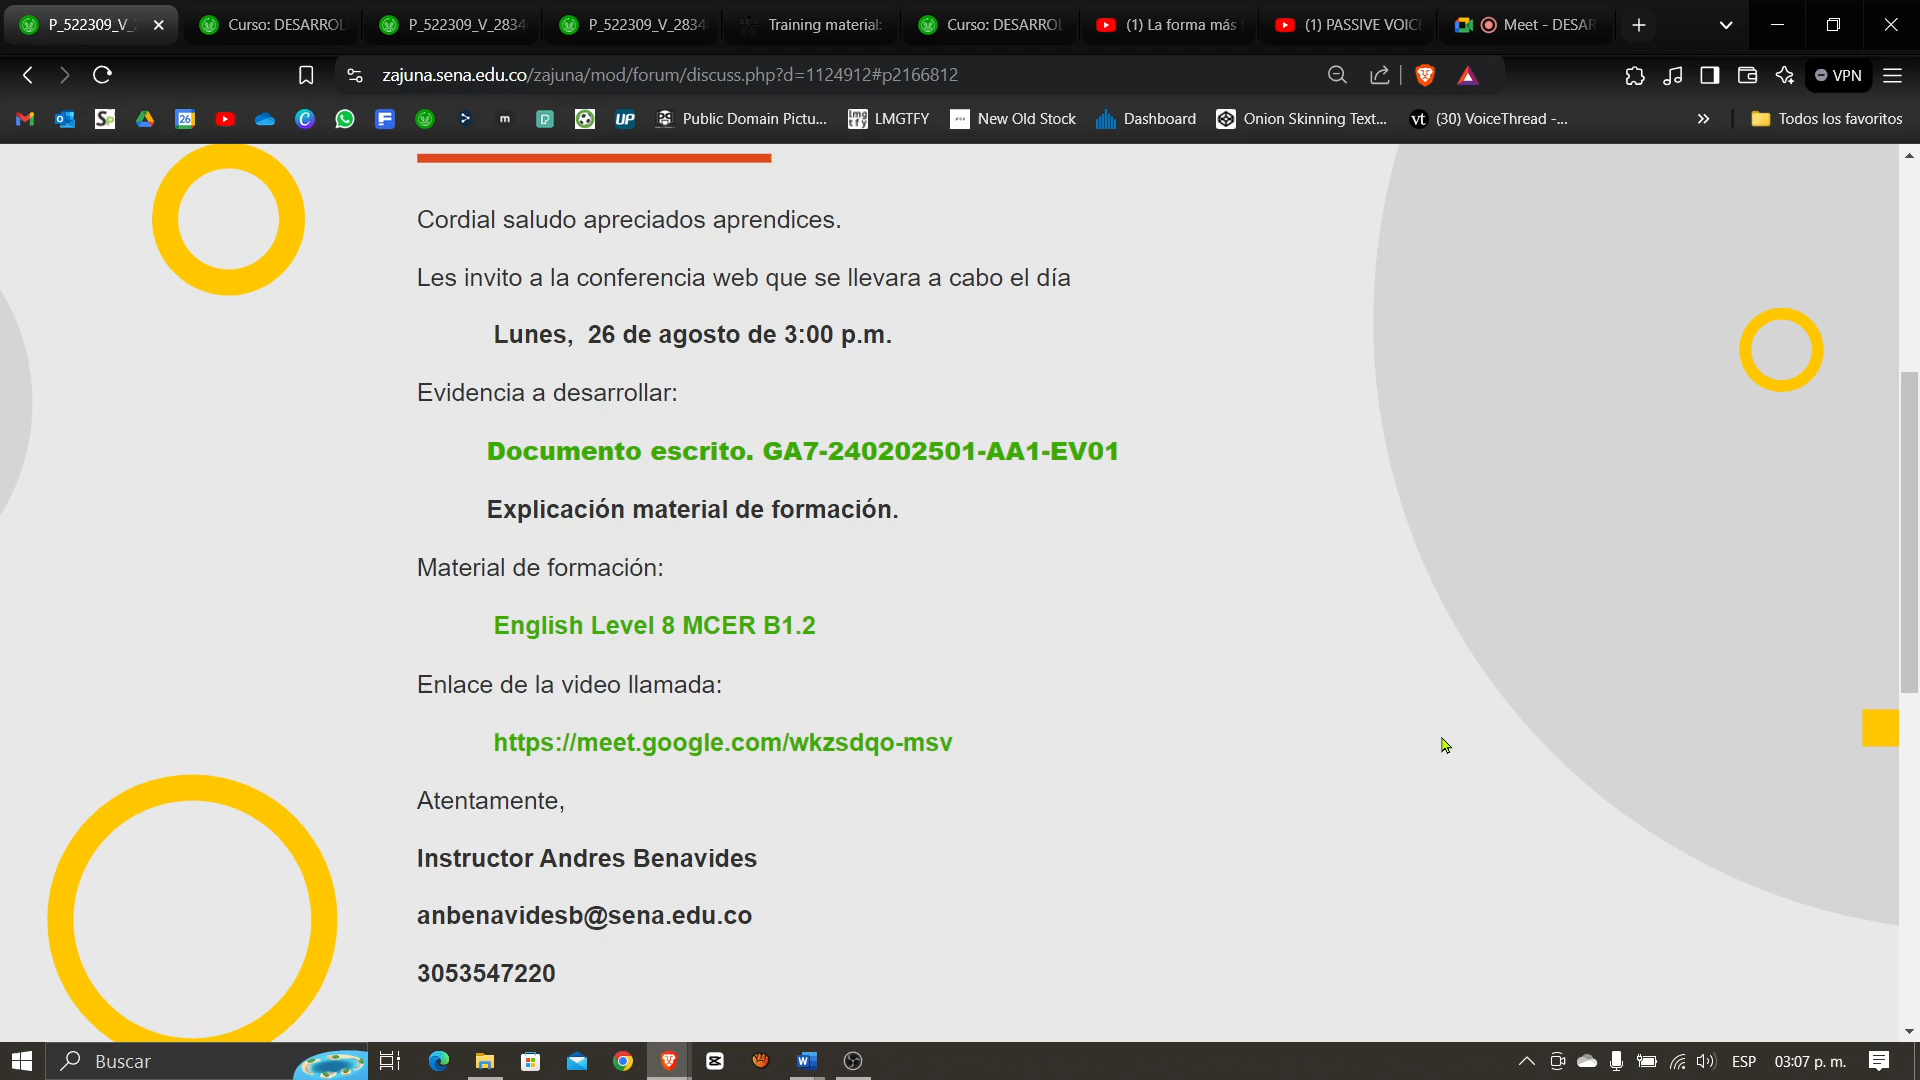 P_522309_V_2
Curso: DESARROL
P_522309_V_2834
P_522309_V_2834
Training material:
Curso: DESARROL
(1) La forma más
(1) PASSIVE VOICE
Meet - DESAR
zajuna.sena.edu.co/zajuna/mod/forum/discuss.php?d=1124912#p2166812
VPN
Public Domain Pictu...
LMGTFY
New Old Stock
Dashboard
Onion Skinning Text...
(30) VoiceThread -...
Todos los favoritos
Cordial saludo apreciados aprendices.
Les invito a la conferencia web que se llevara a cabo el día
Lunes, 26 de agosto de 3:00 p.m.
Evidencia a desarrollar:
Documento escrito. GA7-240202501-AA1-EV01
Explicación material de formación.
Material de formación:
English Level 8 MCER B1.2
Enlace de la video llamada:
https://meet.google.com/wkzsdqo-msv
Atentamente,
Instructor Andres Benavides
anbenavidesb@sena.edu.co
3053547220
Buscar
ESP
03:07 p. m.